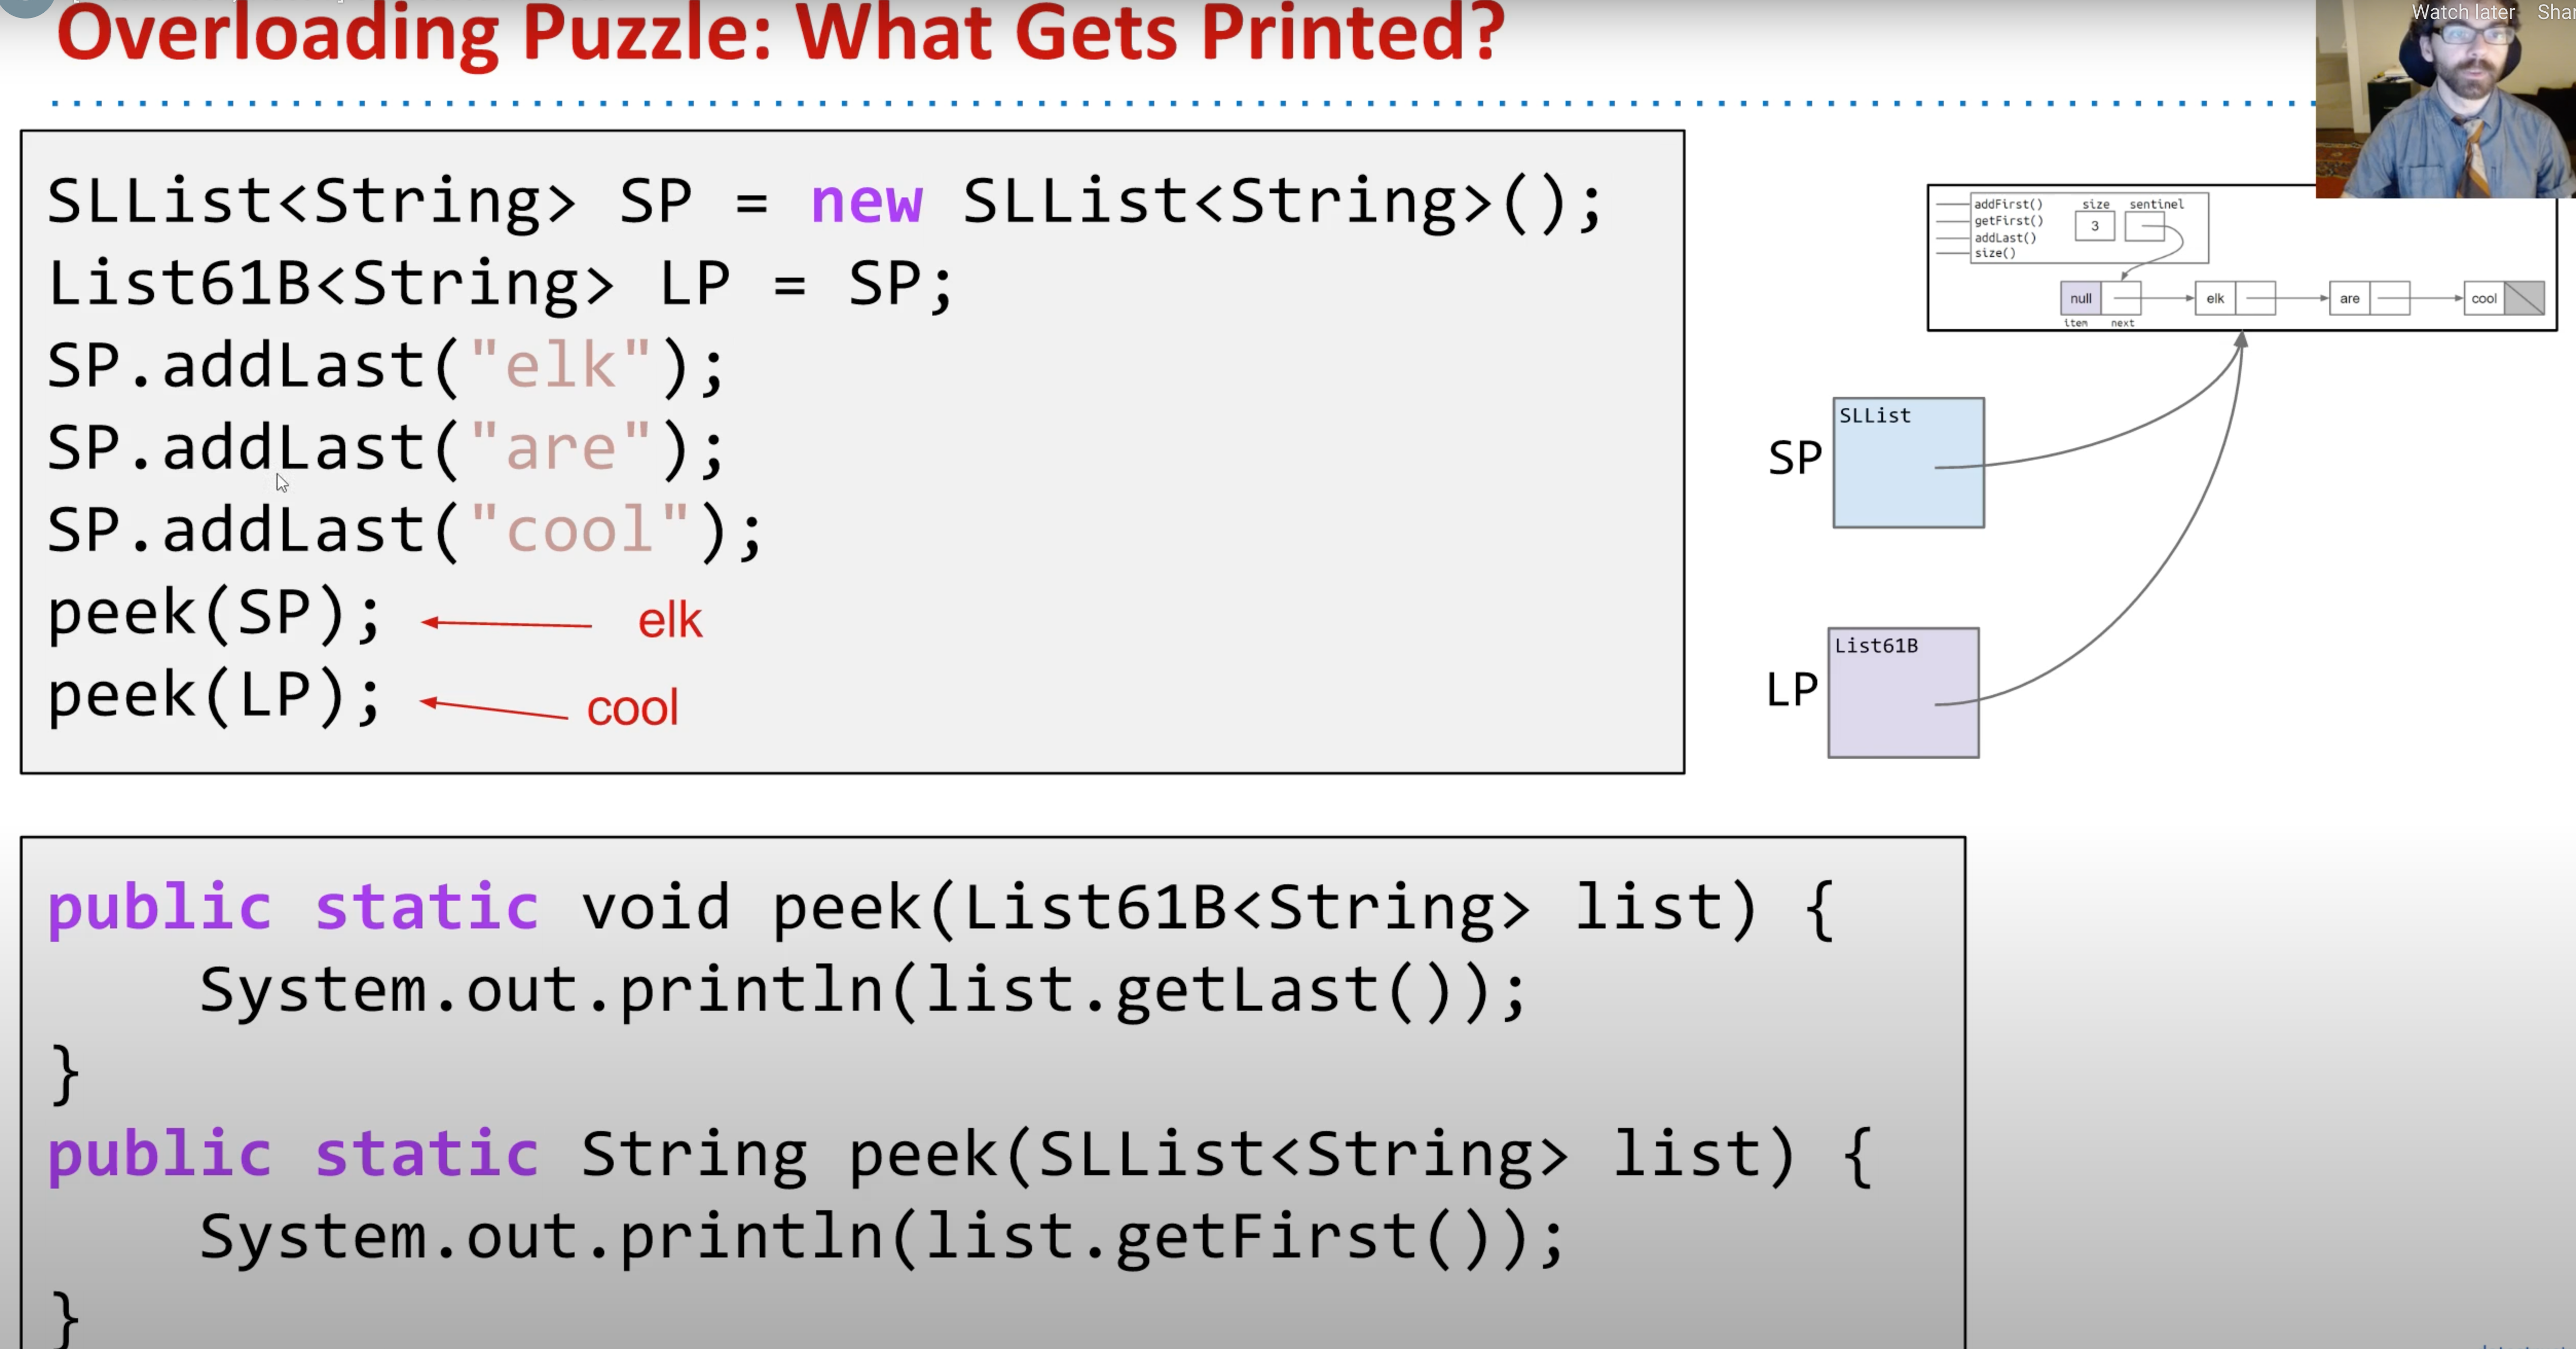 Watch later Shar
Overloading Puzzle: What Gets Printed?
SLList<String> SP = new SLList<String>();
List61B<String> LP = SP;
SP.addLast("elk");
SP.addLast("are");
SP.addLast("cool");
peek(SP); elk
peek(LP); cool
addFirst() size sentinel
getFirst() 3
addLast()
size()
null elk are cool
item next
SLList
SP
List61B
LP
public static void peek(List61B<String> list) {
    System.out.println(list.getLast());
}
public static String peek(SLList<String> list) {
    System.out.println(list.getFirst());
}